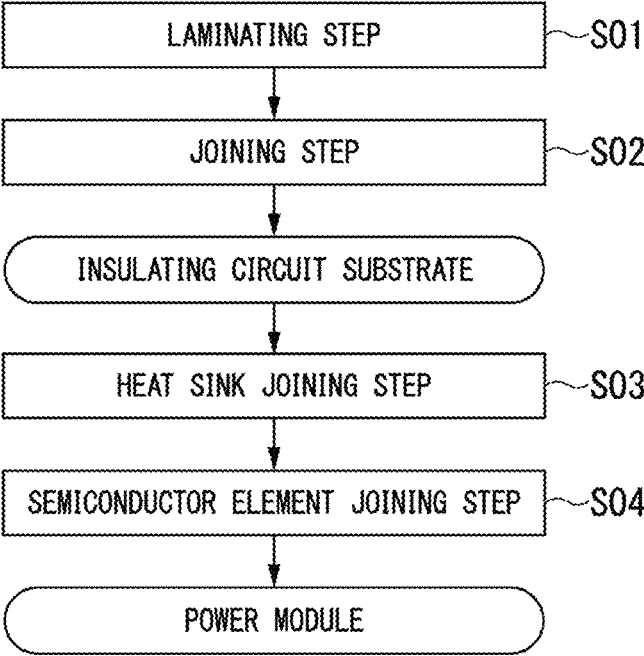 LAMINATING STEP S01
JOINING STEP S02
INSULATING CIRCUIT SUBSTRATE
HEAT SINK JOINING STEP S03
SEMICONDUCTOR ELEMENT JOINING STEP S04
POWER MODULE